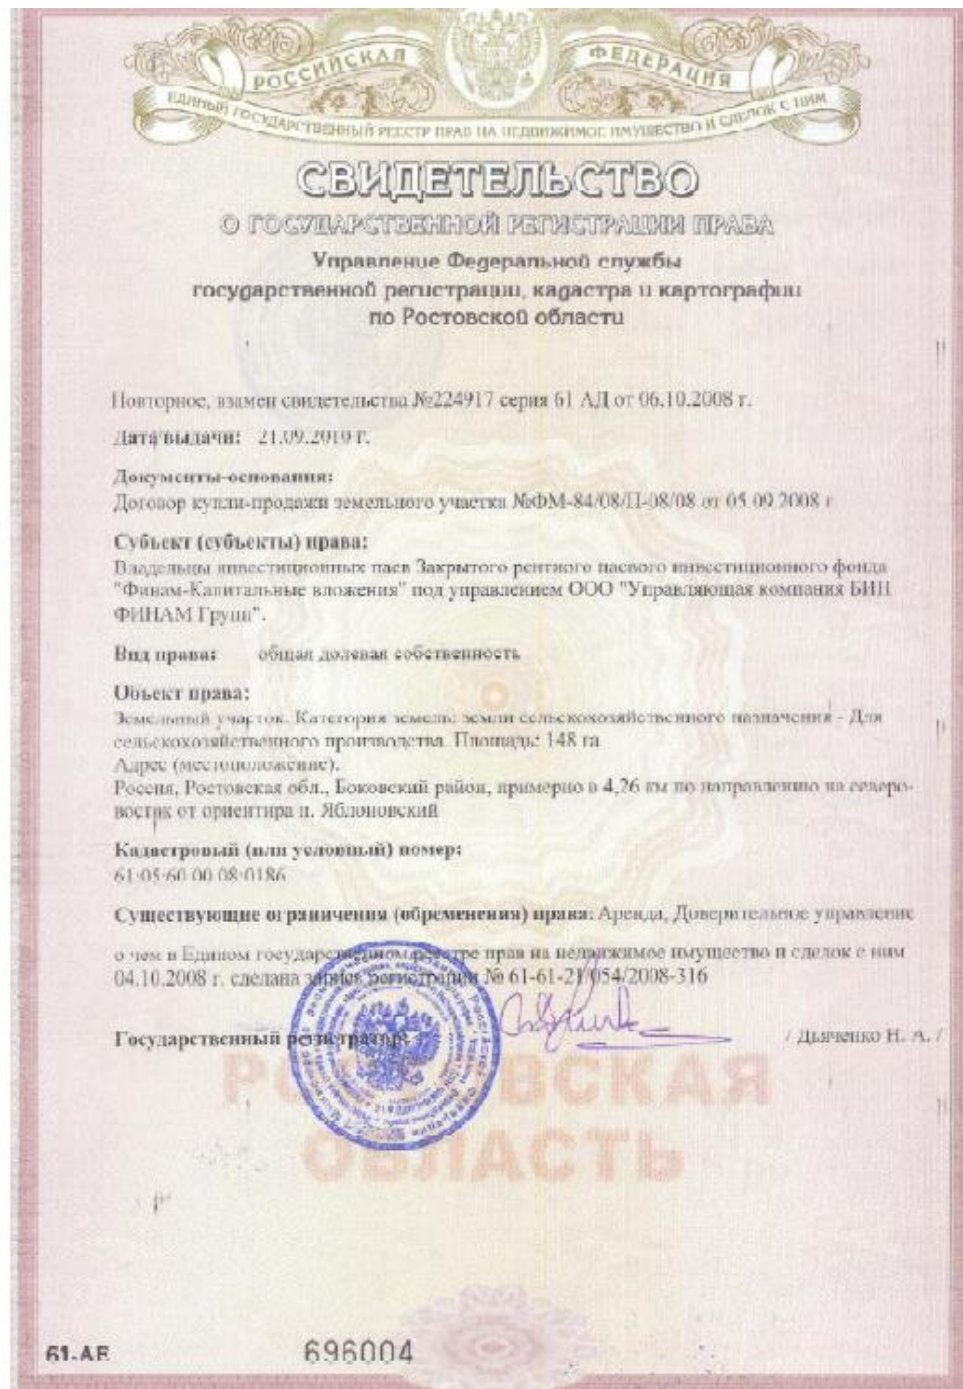 РОССИЙСКАЯ ФЕДЕРАЦИЯ
ЕДИНЫЙ ГОСУДАРСТВЕННЫЙ РЕЕСТР ПРАВ НА НЕДВИЖИМОЕ ИМУЩЕСТВО И СДЕЛОК С НИМ
СВИДЕТЕЛЬСТВО
О ГОСУДАРСТВЕННОЙ РЕГИСТРАЦИИ ПРАВА
Управление Федеральной службы
государственной регистрации, кадастра и картографии
по Ростовской области
Повторное, взамен свидетельства №224917 серия 61 АД от 06.10.2008 г.
Дата выдачи: 21.09.2010 г.
Документы-основания:
Договор купли-продажи земельного участка №ФМ-84/08/П-08/08 от 05.09.2008 г
Субъект (субъекты) права:
Владельцы инвестиционных паев Закрытого рентного паевого инвестиционного фонда
"Финам-Капитальные вложения" под управлением ООО "Управляющая компания БИН
ФИНАМ Групп".
Вид права: общая долевая собственность
Объект права:
Земельный участок. Категория земель: земли сельскохозяйственного назначения - Для
сельскохозяйственного производства. Площадь: 148 га
Адрес (местоположение).
Россия, Ростовская обл., Боковский район, примерно в 4,26 км по направлению на северо-
восток от ориентира п. Яблоновский
Кадастровый (или условный) номер:
61:05:60 00 08:0186
Существующие ограничения (обременения) права: Аренда, Доверительное управление
о чем в Едином государственном реестре прав на недвижимое имущество и сделок с ним
04.10.2008 г. сделана запись регистрации № 61-61-21/054/2008-316
Государственный регистратор: / Дьяченко Н. А. /
РОСТОВСКАЯ
ОБЛАСТЬ
61-АЕ 696004